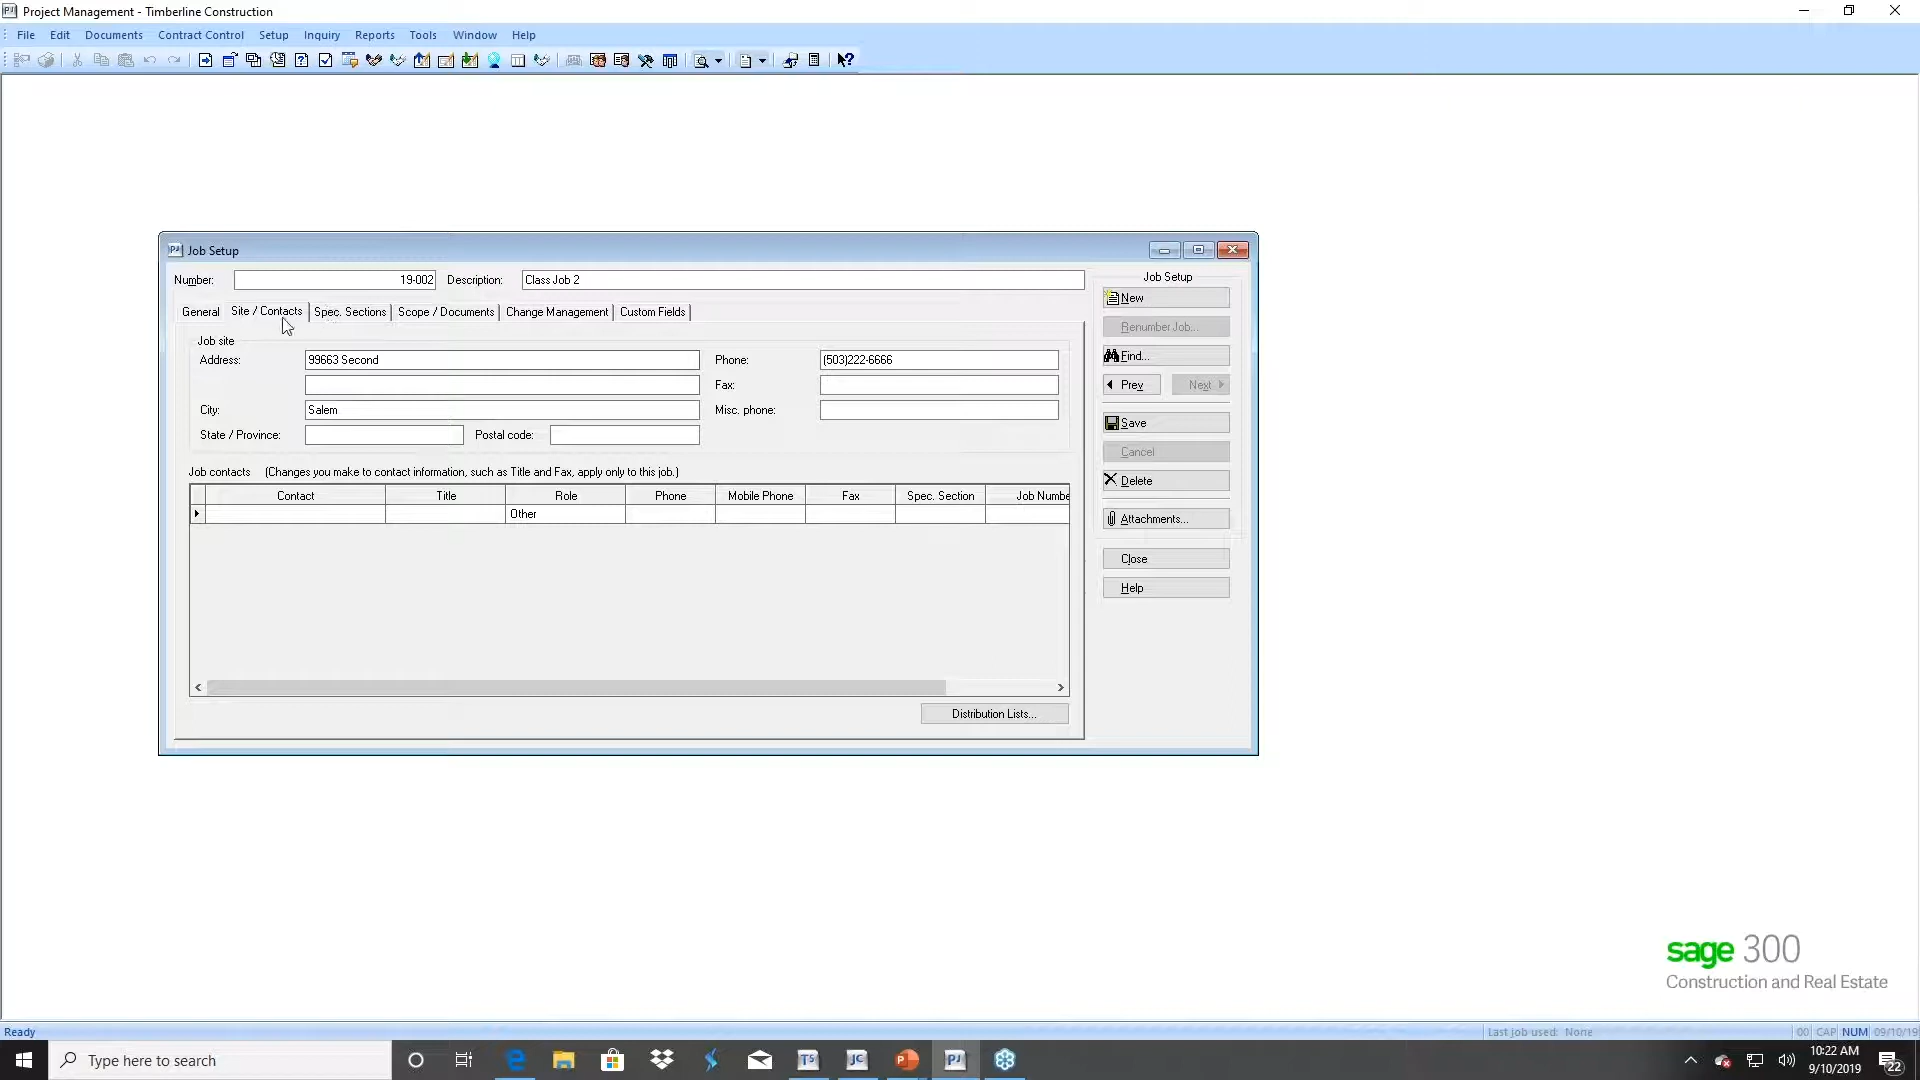 Project Management - Timberline Construction
File Edit Documents Contract Control Setup Inquiry Reports Tools Window Help
Job Setup
Number: 19-002 Description: Class Job 2
General Site / Contacts Spec. Sections Scope / Documents Change Management Custom Fields
Job site
Address: 99663 Second Phone: (503)222-6666
Fax:
City: Salem Misc. phone:
State / Province: Postal code:
Job contacts (Changes you make to contact information, such as Title and Fax, apply only to this job.)
Contact Title Role Phone Mobile Phone Fax Spec. Section Job Numbe
Other
Distribution Lists...
Job Setup
New
Renumber Job...
Find...
Prev Next
Save
Cancel
Delete
Attachments...
Close
Help
sage 300
Construction and Real Estate
Ready Last job used: None 00 CAP NUM 09/10/19
Type here to search
TS JC P PJ
10:22 AM
9/10/2019
22